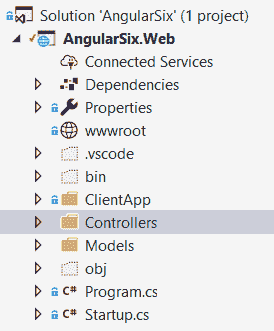 Solution 'AngularSix' (1 project)
AngularSix.Web
Connected Services
Dependencies
Properties
wwwroot
.vscode
bin
ClientApp
Controllers
Models
obj
C# Program.cs
C# Startup.cs